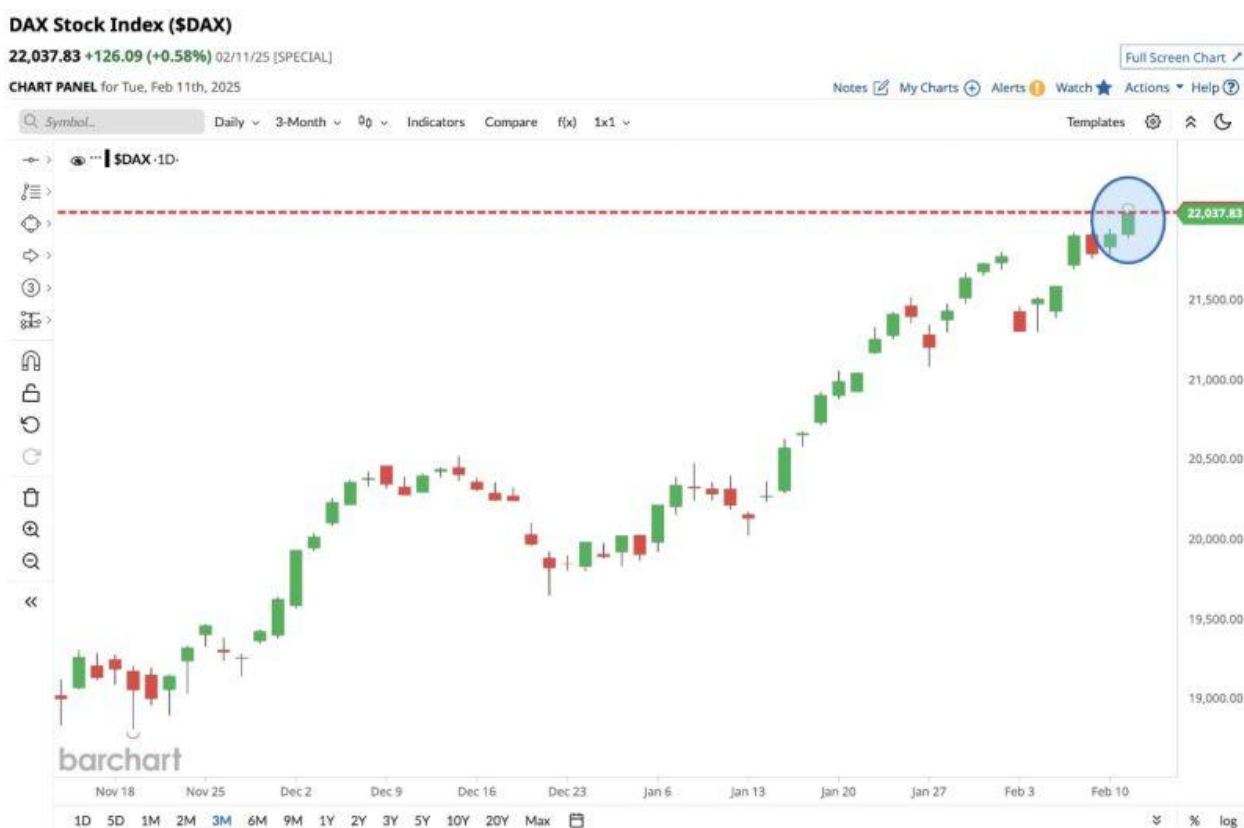 DAX Stock Index ($DAX)
22,037.83 +126.09 (+0.58%) 02/11/25 [SPECIAL]
Full Screen Chart
CHART PANEL for Tue, Feb 11th, 2025
Notes My Charts Alerts Watch Actions Help
Symbol... Daily 3-Month Indicators Compare f(x) 1x1 Templates
$DAX ·1D·
22,037.83
3
21,500.00
21,000.00
20,500.00
20,000.00
19,500.00
19,000.00
barchart
Nov 18 Nov 25 Dec 2 Dec 9 Dec 16 Dec 23 Jan 6 Jan 13 Jan 20 Jan 27 Feb 3 Feb 10
1D 5D 1M 2M 3M 6M 9M 1Y 2Y 3Y 5Y 10Y 20Y Max % log